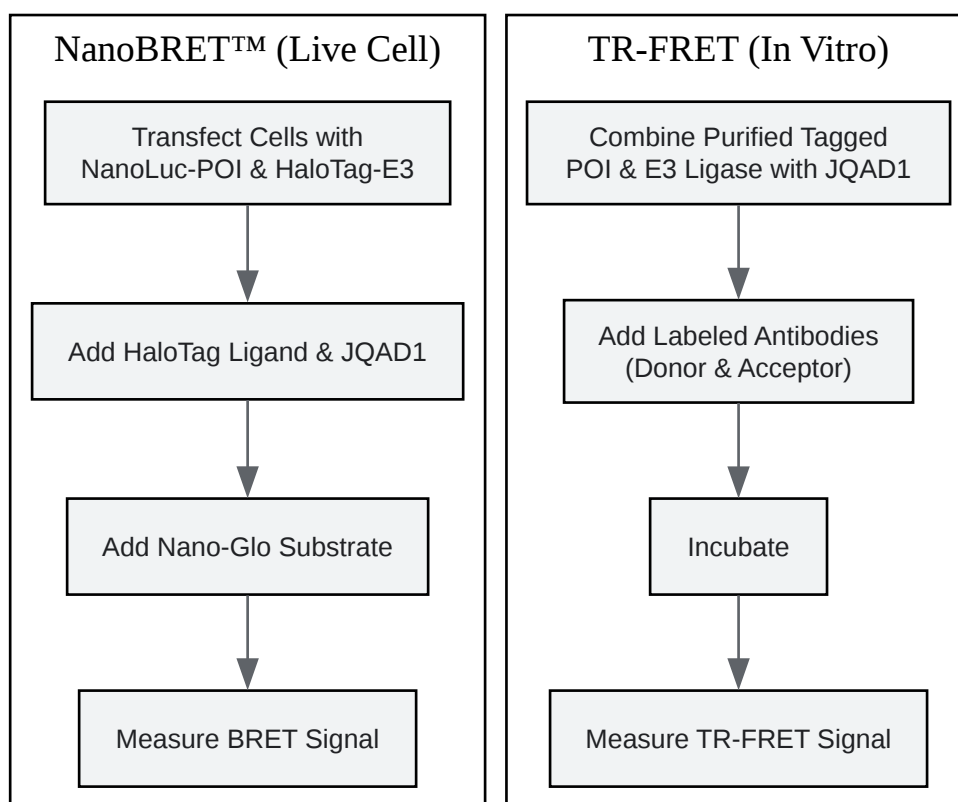 NanoBRET™ (Live Cell)
Transfect Cells with
NanoLuc-POI & HaloTag-E3
Add HaloTag Ligand & JQAD1
Add Nano-Glo Substrate
Measure BRET Signal
TR-FRET (In Vitro)
Combine Purified Tagged
POI & E3 Ligase with JQAD1
Add Labeled Antibodies
(Donor & Acceptor)
Incubate
Measure TR-FRET Signal